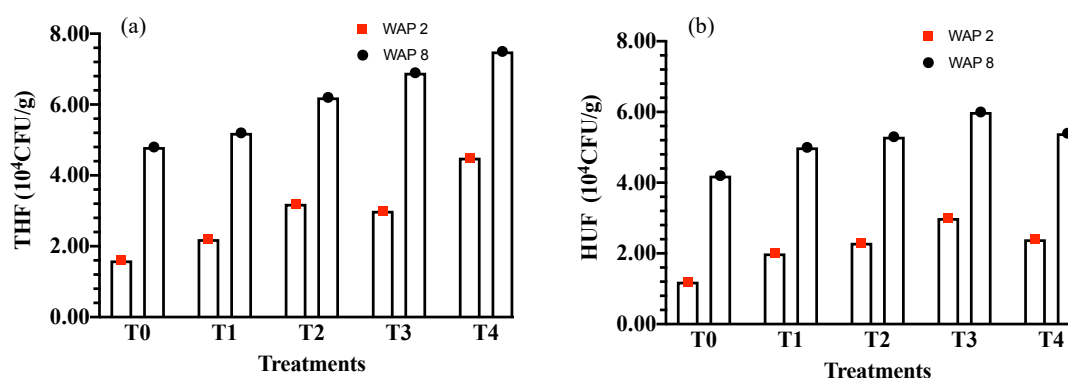 (a)
WAP 2
WAP 8
8.00
6.00
4.00
2.00
0.00
THF (10⁴CFU/g)
T0 T1 T2 T3 T4
Treatments
(b)
WAP 2
WAP 8
8.00
6.00
4.00
2.00
0.00
HUF (10⁴CFU/g)
T0 T1 T2 T3 T4
Treatments